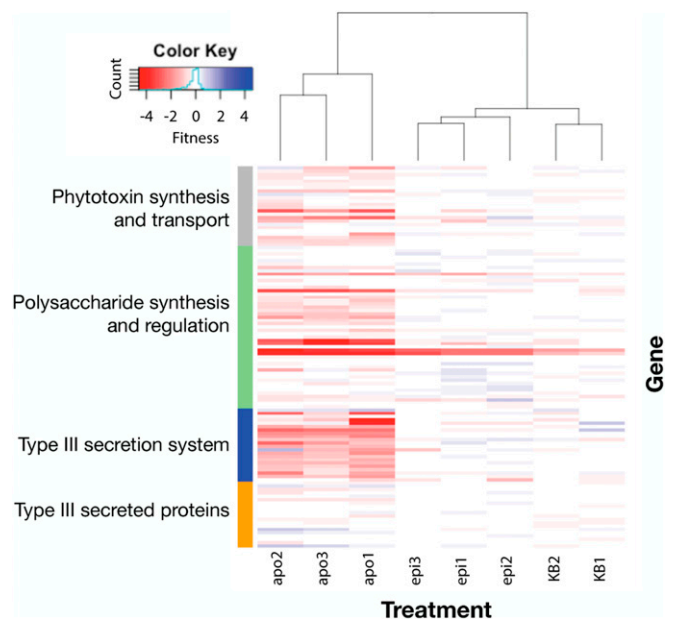 Color Key
Count
-4 -2 0 2 4
Fitness
Phytotoxin synthesis
and transport
Polysaccharide synthesis
and regulation
Type III secretion system
Type III secreted proteins
Gene
apo2 apo3 apo1 epi3 epi1 epi2 KB2 KB1
Treatment